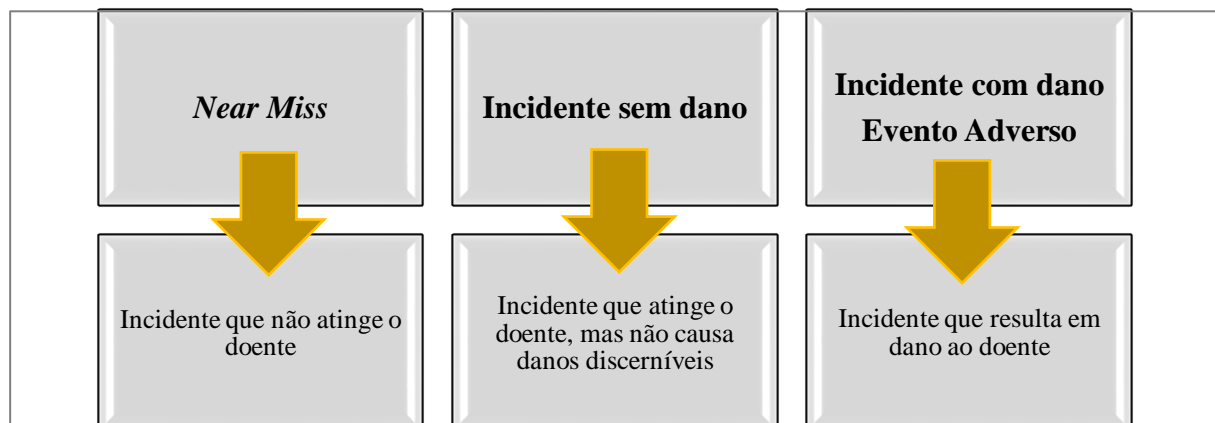 Near Miss
Incidente sem dano
Incidente com dano
Evento Adverso
Incidente que não atinge o
doente
Incidente que atinge o
doente, mas não causa
danos discerníveis
Incidente que resulta em
dano ao doente